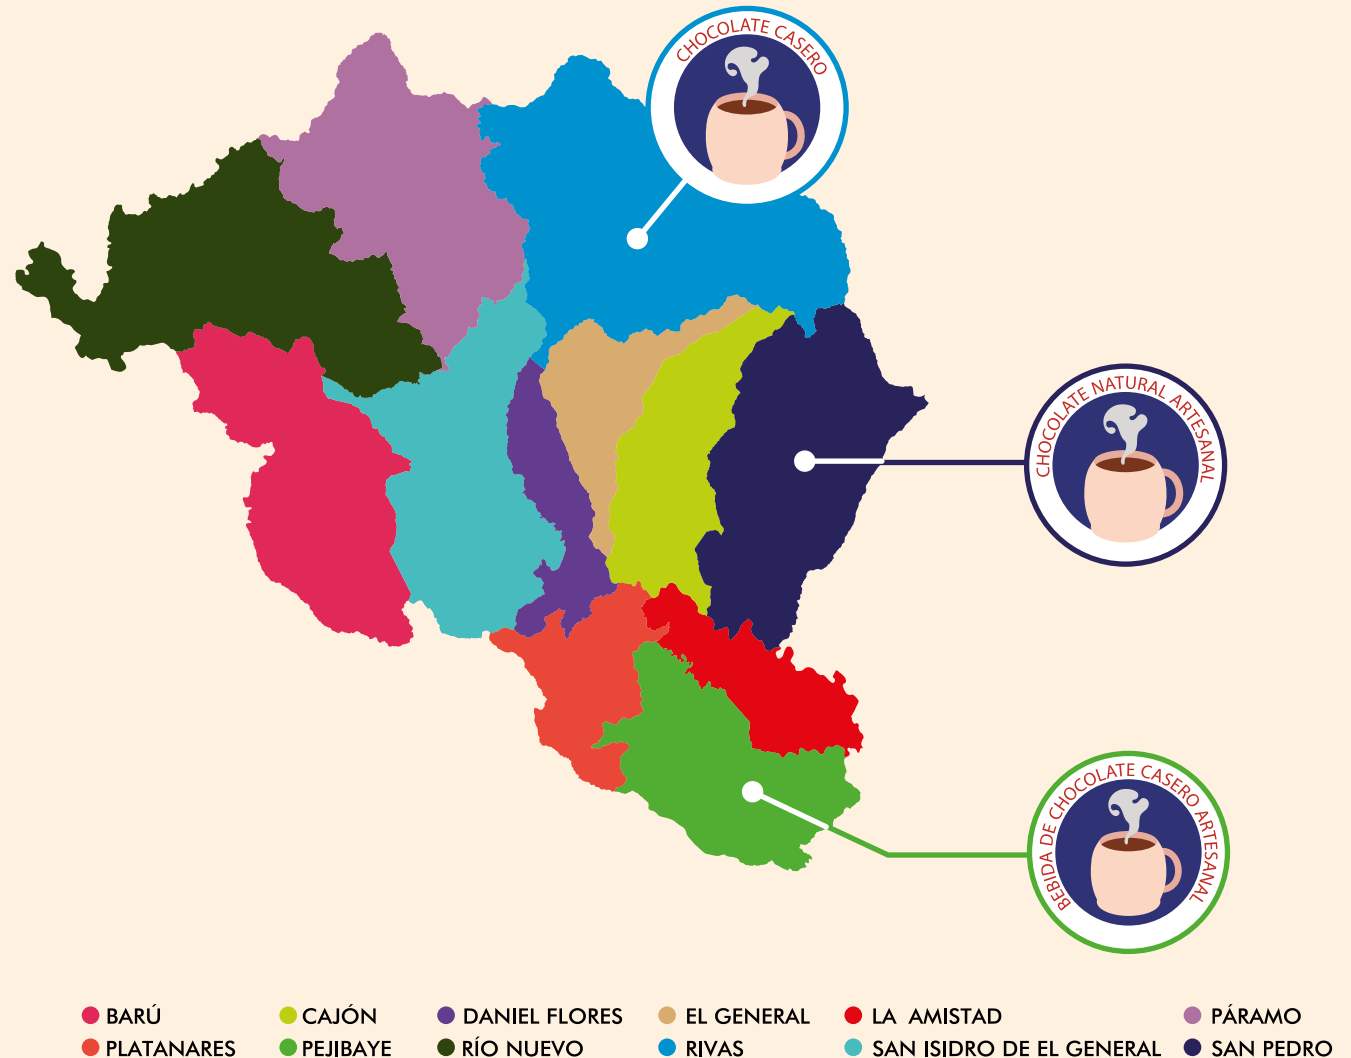 CHOCOLATE CASERO
CHOCOLATE NATURAL ARTESANAL
BEBIDA DE CHOCOLATE CASERO ARTESANAL
BARÚ
CAJÓN
DANIEL FLORES
EL GENERAL
LA AMISTAD
PÁRAMO
PLATANARES
PEJIBAYE
RÍO NUEVO
RIVAS
SAN ISIDRO DE EL GENERAL
SAN PEDRO